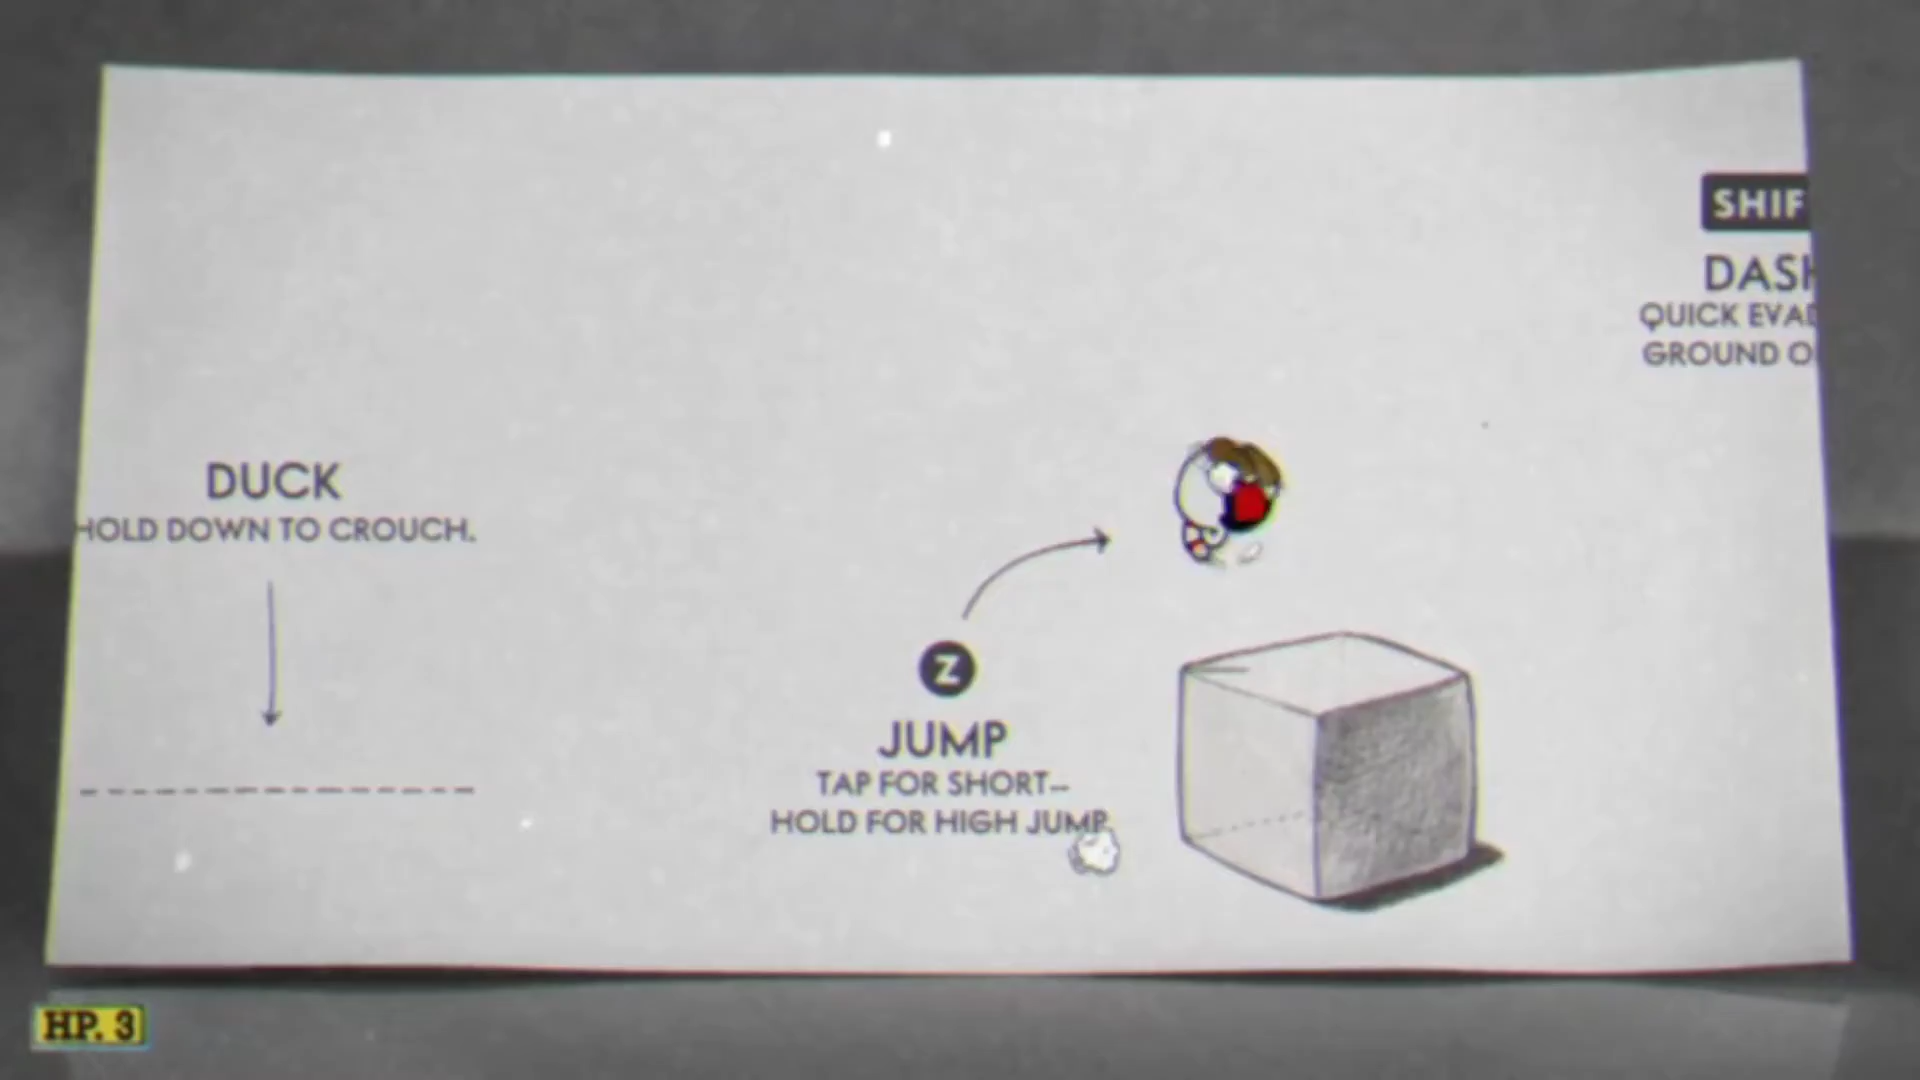 DUCK
HOLD DOWN TO CROUCH.
Z
JUMP
TAP FOR SHORT--
HOLD FOR HIGH JUMP.
SHIF
DASH
QUICK EVAD
GROUND O
HP. 3